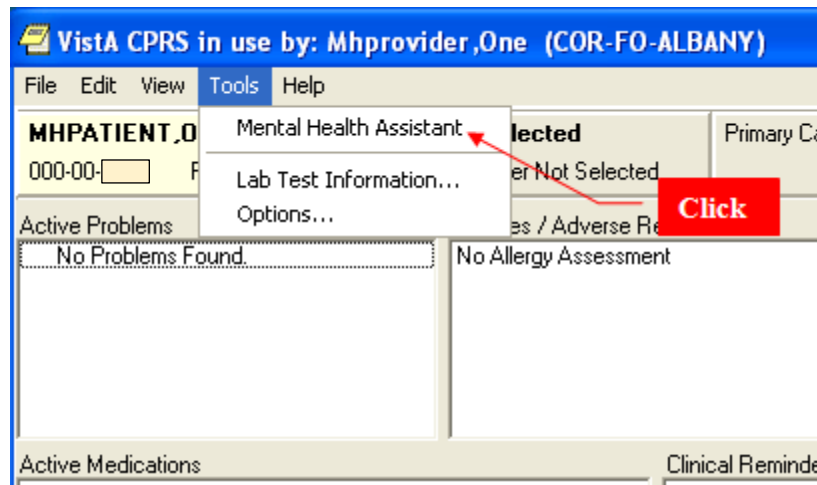 VistA CPRS in use by: Mhprovider,One (COR-FO-ALBANY)
File Edit View Tools Help
Mental Health Assistant
Lab Test Information...
Options...
MHPATIENT,O lected Primary Ca
000-00- er Not Selected
Click
Active Problems es / Adverse Re
No Problems Found. No Allergy Assessment
Active Medications Clinical Reminde